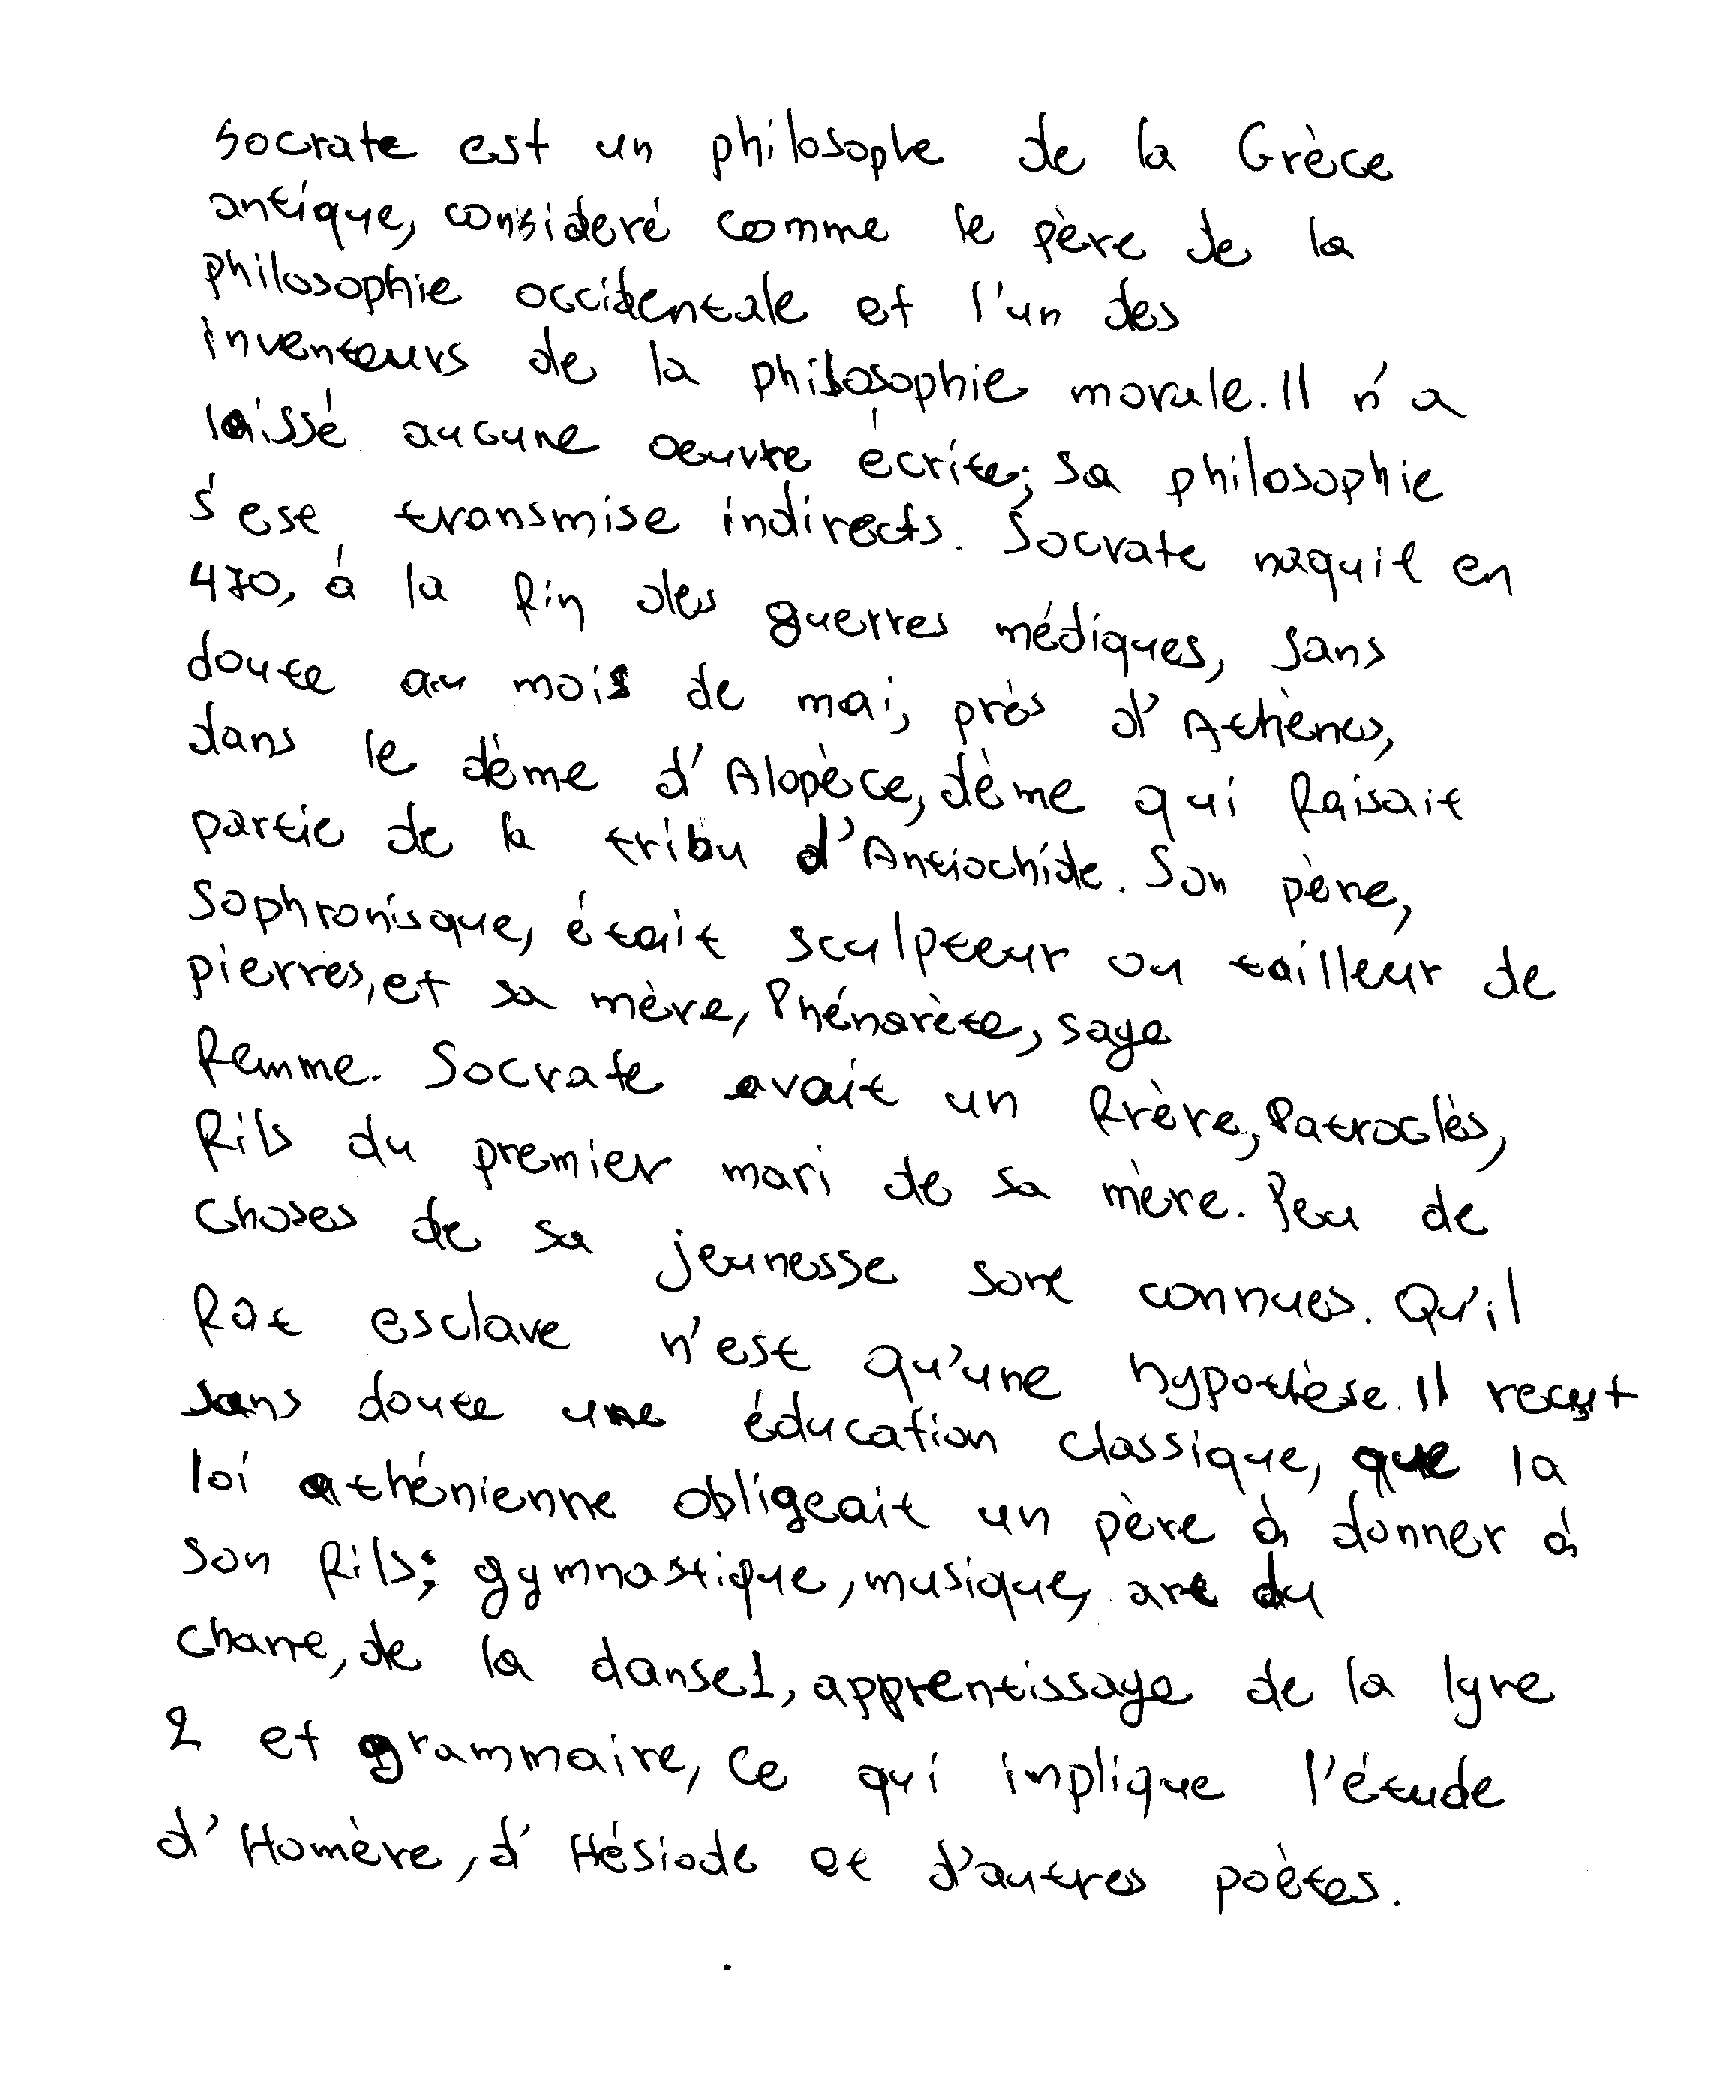 Socrate est un philosophe de la Grèce
antique, consideré comme le père de la
philosophie occidentale et l'un des
inventeurs de la philosophie morale. Il n'a
laissé aucune oeuvre écrite; sa philosophie
s'est transmise indirects. Socrate naquit en
470, à la fin des guerres médiques, sans
doute au mois de mai, près d'Athènes,
dans le dème d'Alopèce, dème qui faisait
partie de la tribu d'Antiochide. Son père,
Sophronisque, était sculpteur ou tailleur de
pierres, et sa mère, Phénarète, sage
femme. Socrate avait un frère, Patroclès,
fils du premier mari de sa mère. Peu de
choses de sa jeunesse sont connues. Qu'il
fût esclave n'est qu'une hypothèse. Il reçut
sans doute une éducation classique, que la
loi athénienne obligeait un père à donner à
son fils; gymnastique, musique, art du
chant, de la danse1, apprentissage de la lyre
2 et grammaire, ce qui implique l'étude
d'Homère, d'Hésiode et d'autres poètes.